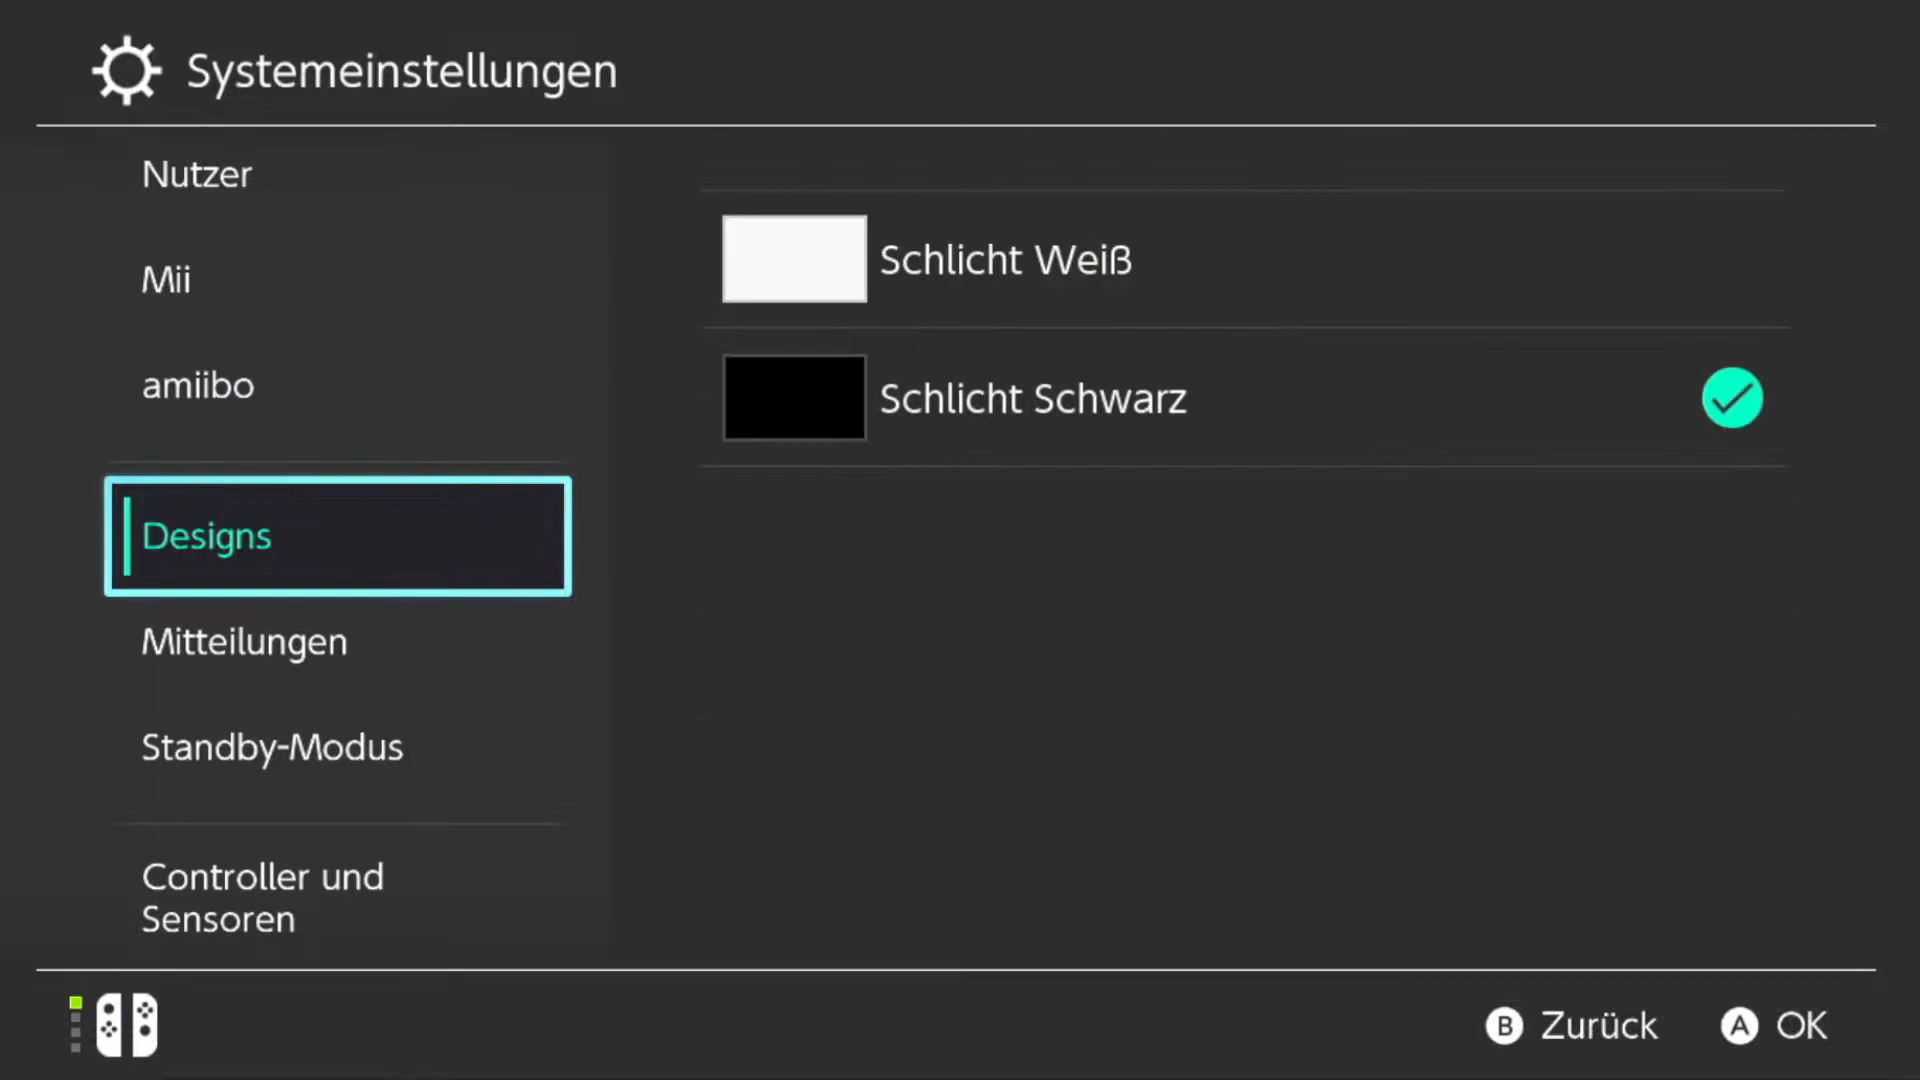 Systemeinstellungen
Nutzer
Mii
amiibo
Designs
Mitteilungen
Standby-Modus
Controller und
Sensoren
Schlicht Weiß
Schlicht Schwarz
B Zurück
A OK